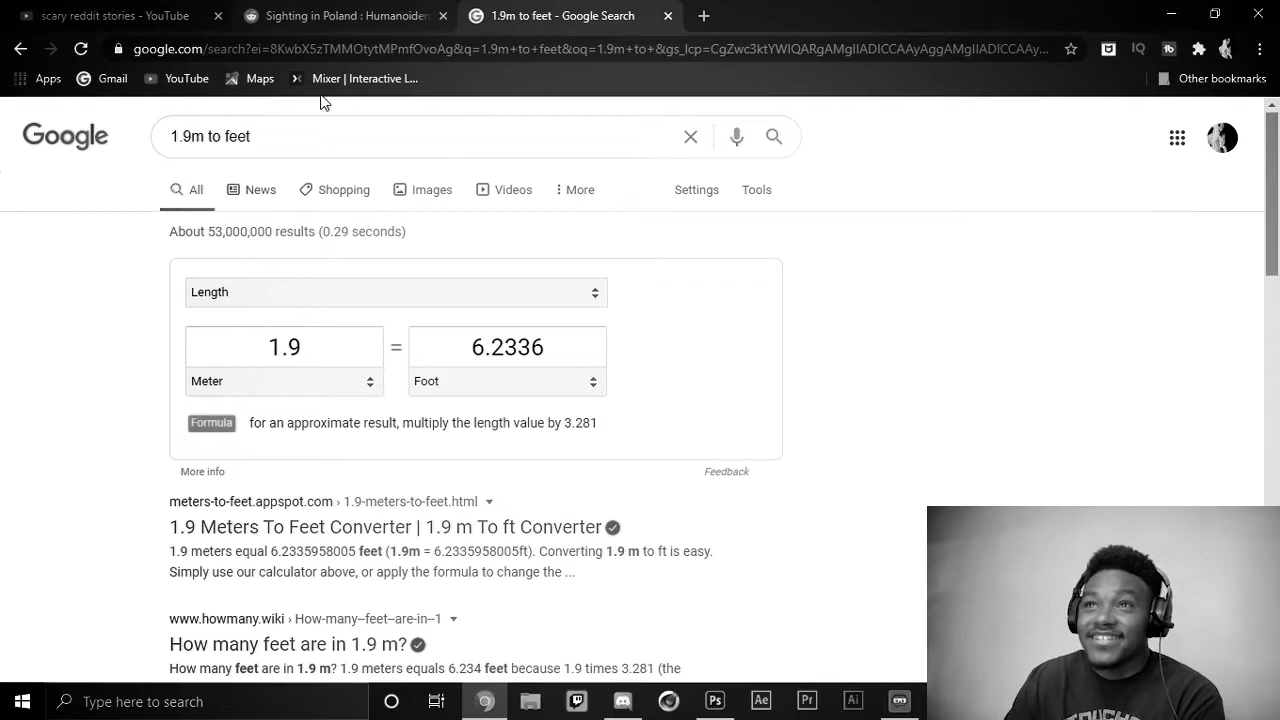 scary reddit stories - YouTube
Sighting in Poland : Humanoiden
1.9m to feet - Google Search
google.com/search?ei=8KwbX5zTMMOtytMPmfOvoAg&q=1.9m+to+feet&oq=1.9m+to+&gs_lcp=CgZwc3ktYWIQARgAMgIIADICCAAyAggAMgIIADICCAAyAggAMgIIADICCAAy...
Apps
Gmail
YouTube
Maps
Mixer | Interactive L...
Other bookmarks
Google
1.9m to feet
All
News
Shopping
Images
Videos
More
Settings
Tools
About 53,000,000 results (0.29 seconds)
Length
1.9 = 6.2336
Meter
Foot
Formula for an approximate result, multiply the length value by 3.281
More info
Feedback
meters-to-feet.appspot.com › 1.9-meters-to-feet.html
1.9 Meters To Feet Converter | 1.9 m To ft Converter
1.9 meters equal 6.2335958005 feet (1.9m = 6.2335958005ft). Converting 1.9 m to ft is easy.
Simply use our calculator above, or apply the formula to change the ...
www.howmany.wiki › How-many--feet--are-in--1
How many feet are in 1.9 m?
How many feet are in 1.9 m? 1.9 meters equals 6.234 feet because 1.9 times 3.281 (the
Type here to search
Ps
Ae
Pr
Ai